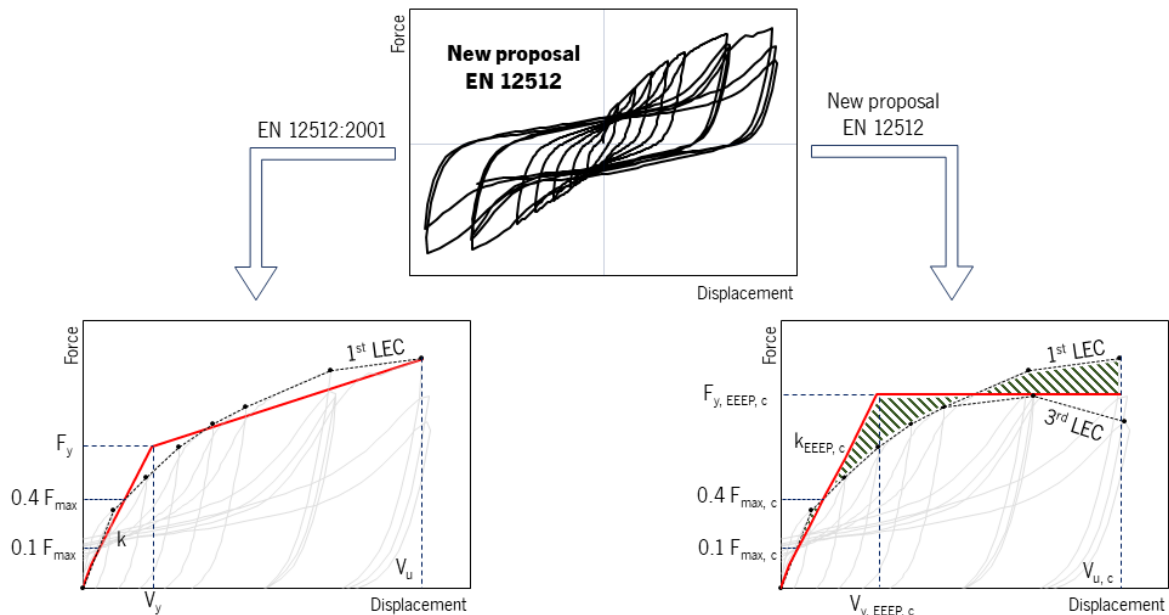 Force
New proposal
EN 12512
Displacement
EN 12512:2001
New proposal
EN 12512
Force
1st LEC
Fy
0.4 Fmax
0.1 Fmax
k
Vu
Vy
Displacement
Force
1st LEC
Fy, EEEP, c
3rd LEC
kEEEP, c
0.4 Fmax, c
0.1 Fmax, c
Vu, c
Vy, EEEP, c
Displacement